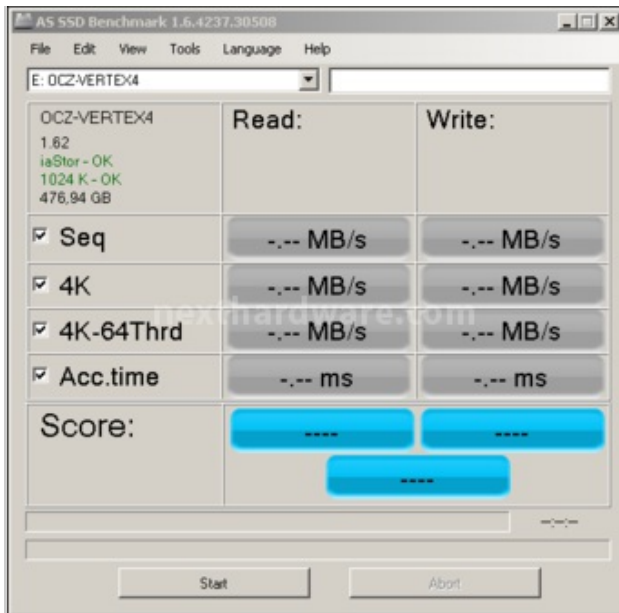 AS SSD Benchmark 1.6.4237.30508
File Edit View Tools Language Help
E: OCZ-VERTEX4
OCZ-VERTEX4
1.62
iaStor - OK
1024 K - OK
476,94 GB
Read:
Write:
Seq
-.-- MB/s
-.-- MB/s
4K
-.-- MB/s
-.-- MB/s
4K-64Thrd
-.-- MB/s
-.-- MB/s
Acc.time
-.-- ms
-.-- ms
nexthardware.com
Score:
----
----
----
--:--:--
Start
Abort